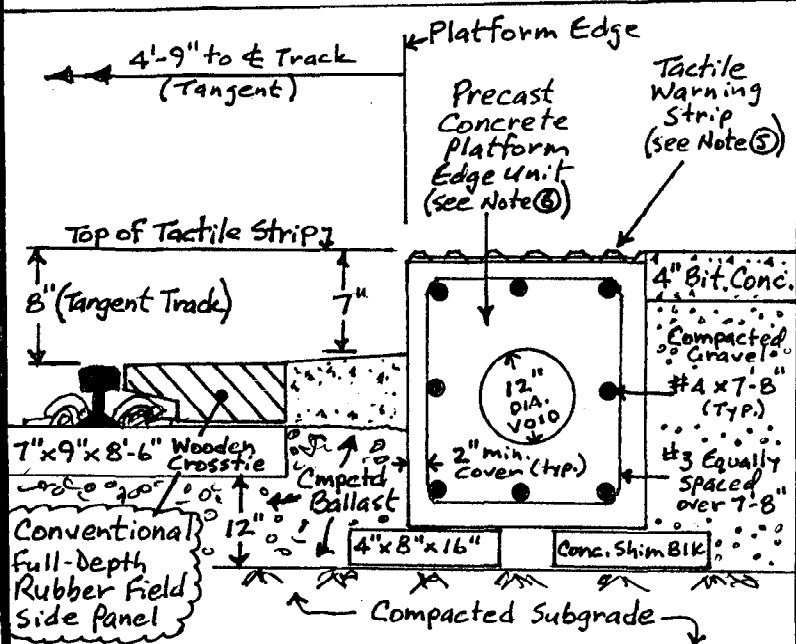 Platform Edge
4'-9" to ℄ Track
(Tangent)
Precast
Concrete
Platform
Edge Unit
(see Note ⑥)
Tactile
Warning
Strip
(see Note ⑤)
Top of Tactile Strip
8" (Tangent Track)
7"
4" Bit. Conc.
Compacted
Gravel
#4 x 7'-8"
(Typ.)
12"
DIA.
VOID
2" min.
cover (typ.)
#3 Equally
spaced
over 7'-8"
7"x9"x8'-6"
Wooden
Crosstie
Cmpctd
Ballast
12"
Conventional
Full-Depth
Rubber Field
Side Panel
4"x8"x16"
Conc. Shim Blk
Compacted Subgrade